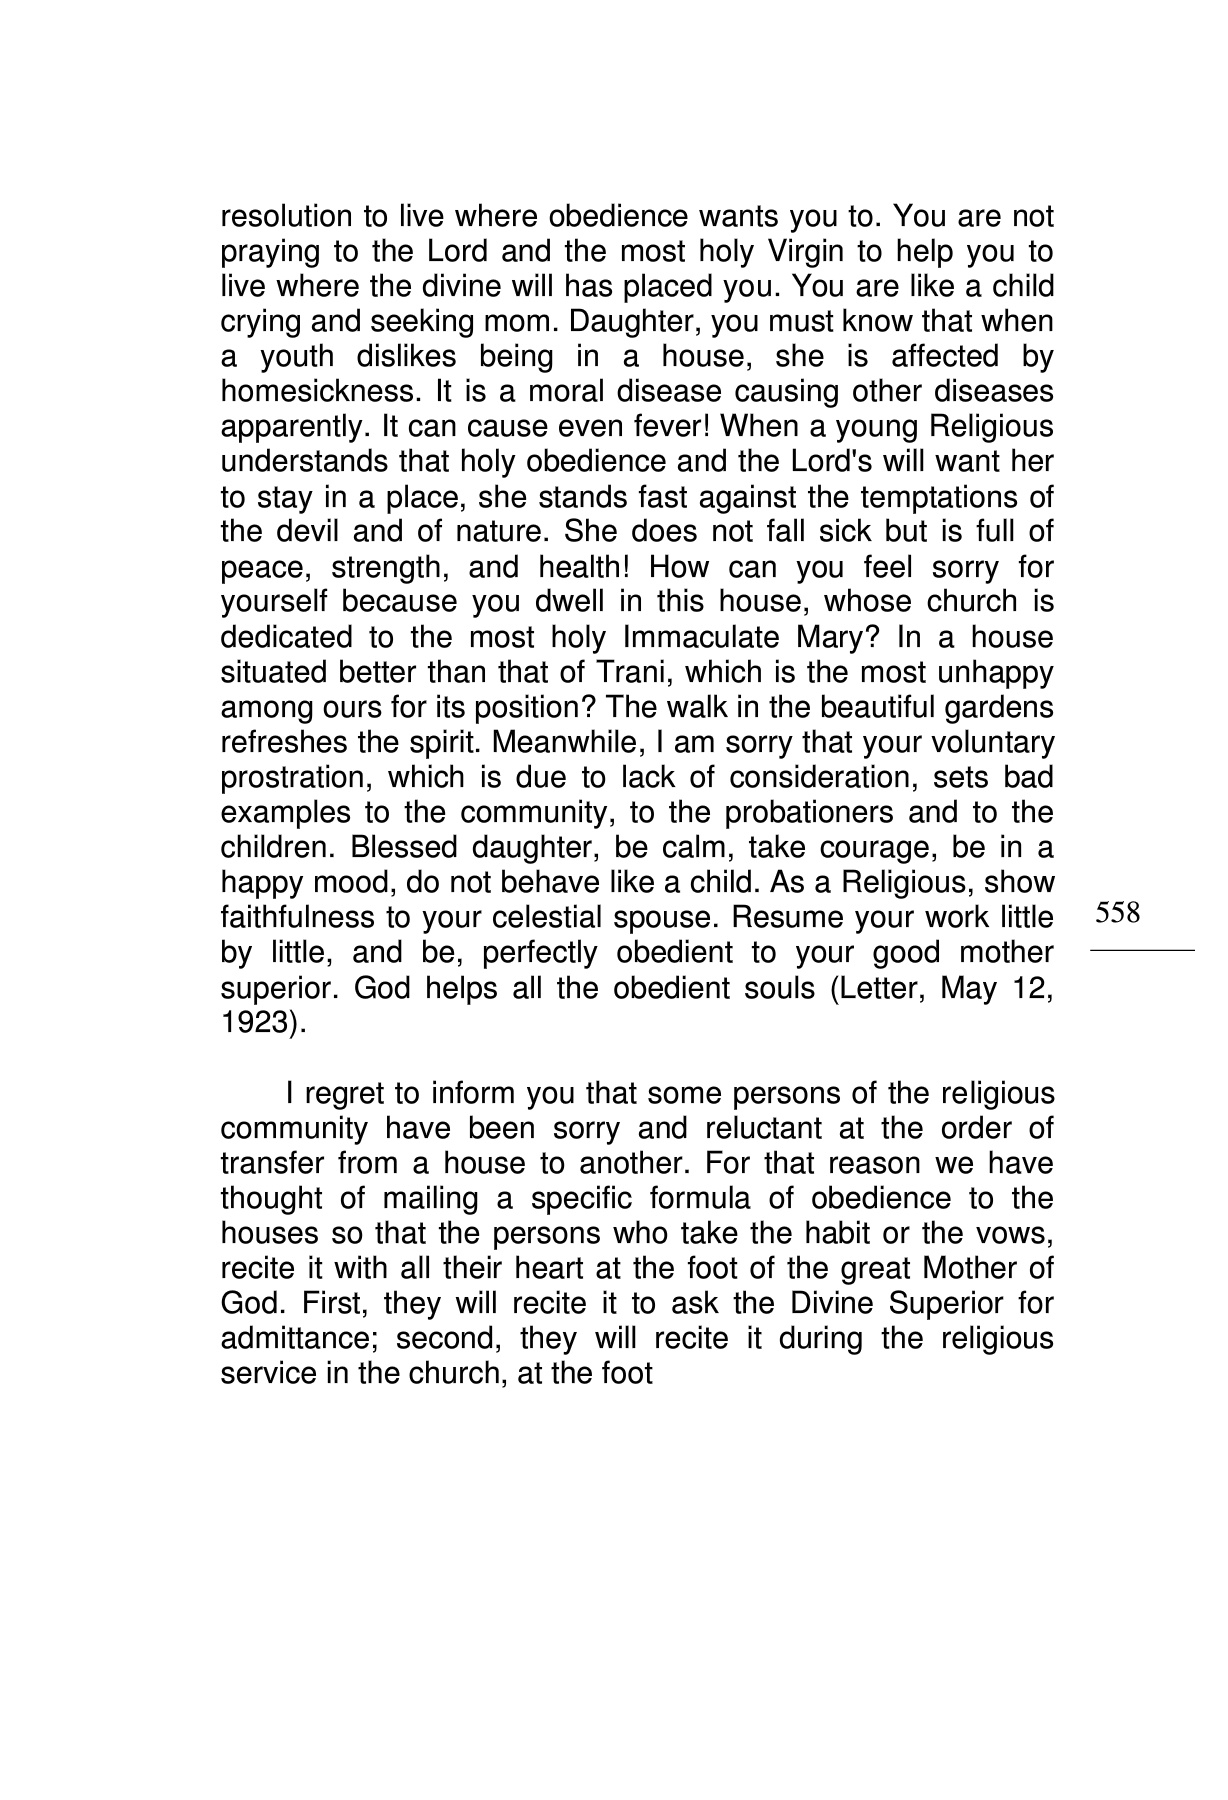 resolution to live where obedience wants you to. You are not
praying to the Lord and the most holy Virgin to help you to
live where the divine will has placed you. You are like a child
crying and seeking mom. Daughter, you must know that when
a youth dislikes being in a house, she is affected by
homesickness. It is a moral disease causing other diseases
apparently. It can cause even fever! When a young Religious
understands that holy obedience and the Lord's will want her
to stay in a place, she stands fast against the temptations of
the devil and of nature. She does not fall sick but is full of
peace, strength, and health! How can you feel sorry for
yourself because you dwell in this house, whose church is
dedicated to the most holy Immaculate Mary? In a house
situated better than that of Trani, which is the most unhappy
among ours for its position? The walk in the beautiful gardens
refreshes the spirit. Meanwhile, I am sorry that your voluntary
prostration, which is due to lack of consideration, sets bad
examples to the community, to the probationers and to the
children. Blessed daughter, be calm, take courage, be in a
happy mood, do not behave like a child. As a Religious, show
faithfulness to your celestial spouse. Resume your work little
by little, and be, perfectly obedient to your good mother
superior. God helps all the obedient souls (Letter, May 12,
1923).
I regret to inform you that some persons of the religious
community have been sorry and reluctant at the order of
transfer from a house to another. For that reason we have
thought of mailing a specific formula of obedience to the
houses so that the persons who take the habit or the vows,
recite it with all their heart at the foot of the great Mother of
God. First, they will recite it to ask the Divine Superior for
admittance; second, they will recite it during the religious
service in the church, at the foot
558